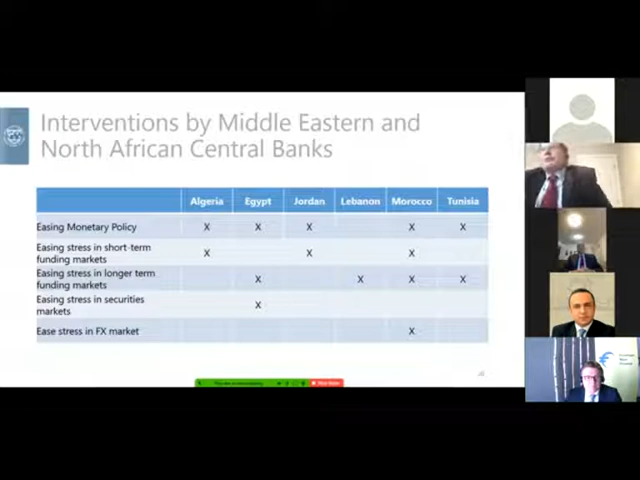 Interventions by Middle Eastern and
North African Central Banks
Algeria Egypt Jordan Lebanon Morocco Tunisia
Easing Monetary Policy X X X X X
Easing stress in short-term
funding markets X X X
Easing stress in longer term
funding markets X X X X
Easing stress in securities
markets X
Ease stress in FX market X